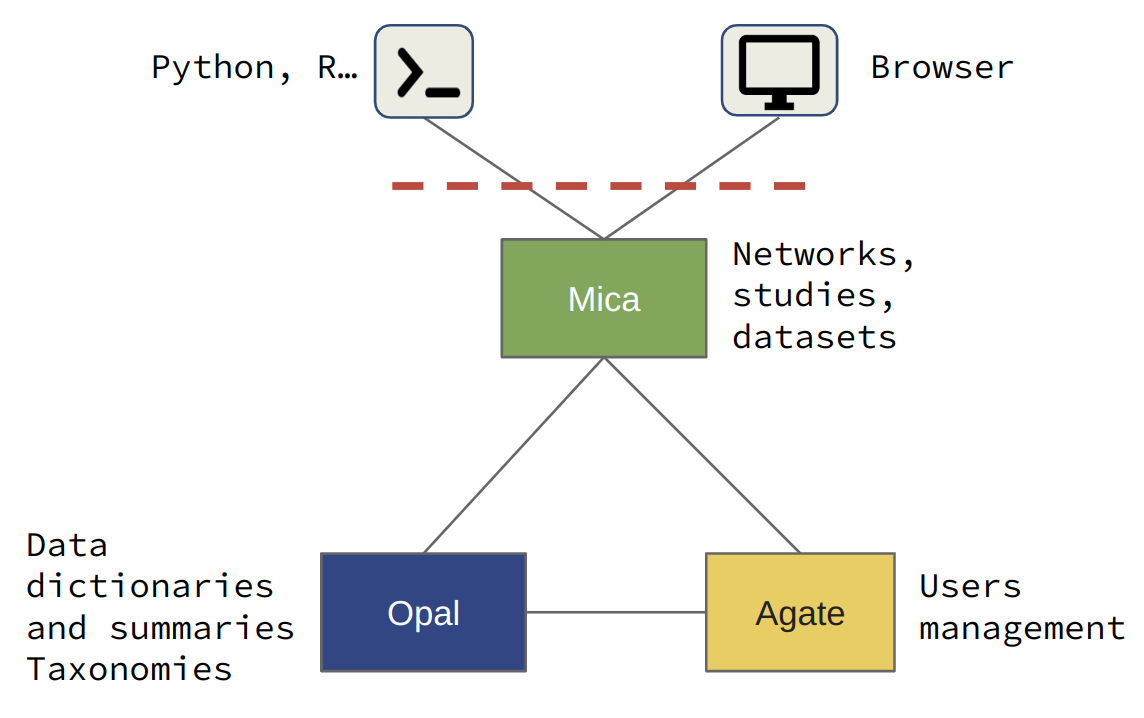 Python, R…
Browser
Mica
Networks,
studies,
datasets
Data
dictionaries
and summaries
Taxonomies
Opal
Agate
Users
management